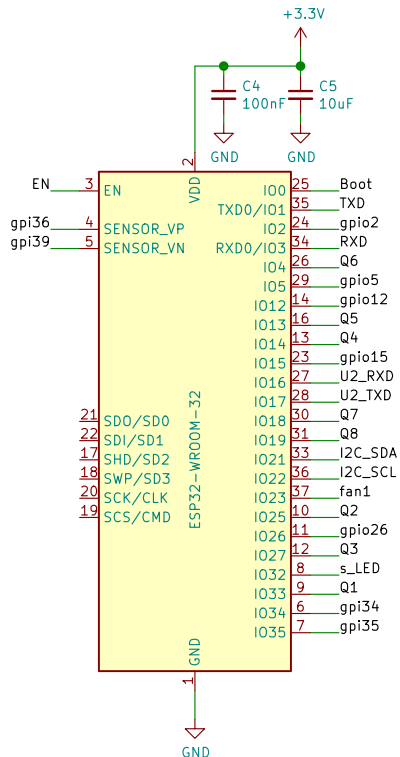 +3.3V
C4
100nF
C5
10uF
GND
GND
2
VDD
EN 3 EN
gpi36 4 SENSOR_VP
gpi39 5 SENSOR_VN
21 SDO/SD0
22 SDI/SD1
17 SHD/SD2
18 SWP/SD3
20 SCK/CLK
19 SCS/CMD
ESP32-WROOM-32
IO0 25 Boot
TXD0/IO1 35 TXD
IO2 24 gpio2
RXD0/IO3 34 RXD
IO4 26 Q6
IO5 29 gpio5
IO12 14 gpio12
IO13 16 Q5
IO14 13 Q4
IO15 23 gpio15
IO16 27 U2_RXD
IO17 28 U2_TXD
IO18 30 Q7
IO19 31 Q8
IO21 33 I2C_SDA
IO22 36 I2C_SCL
IO23 37 fan1
IO25 10 Q2
IO26 11 gpio26
IO27 12 Q3
IO32 8 s_LED
IO33 9 Q1
IO34 6 gpi34
IO35 7 gpi35
GND
1
GND